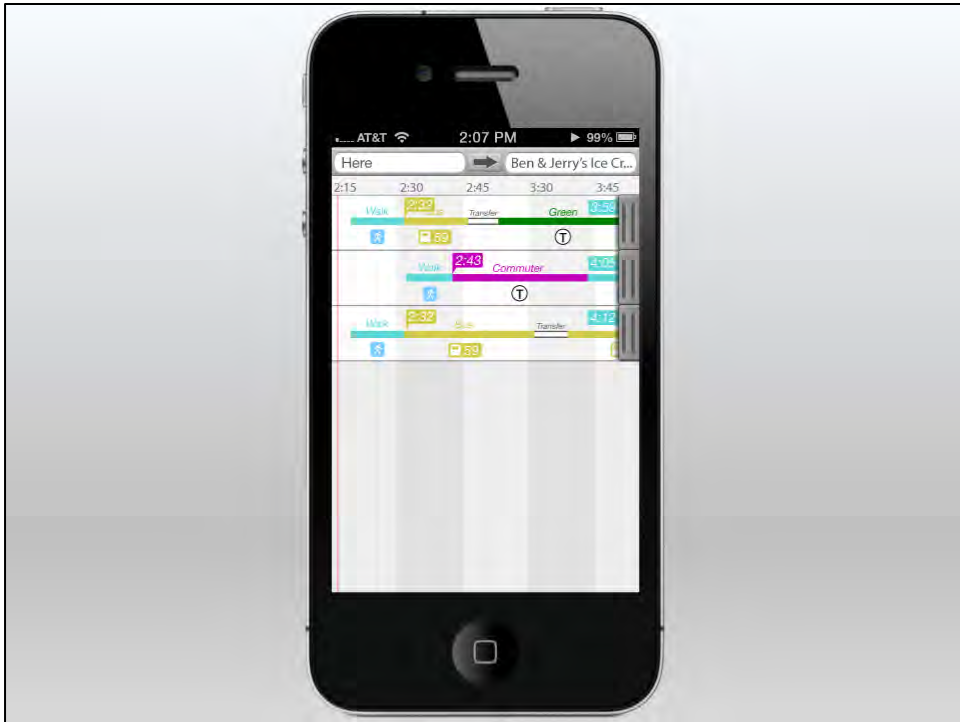 AT&T 2:07 PM 99%
Here Ben & Jerry's Ice Cr...
2:15 2:30 2:45 3:30 3:45
Walk 2:32 Bus Transfer Green 3:59
59 T
Walk 2:43 Commuter 4:05
T
Walk 2:32 Bus Transfer 4:12
59